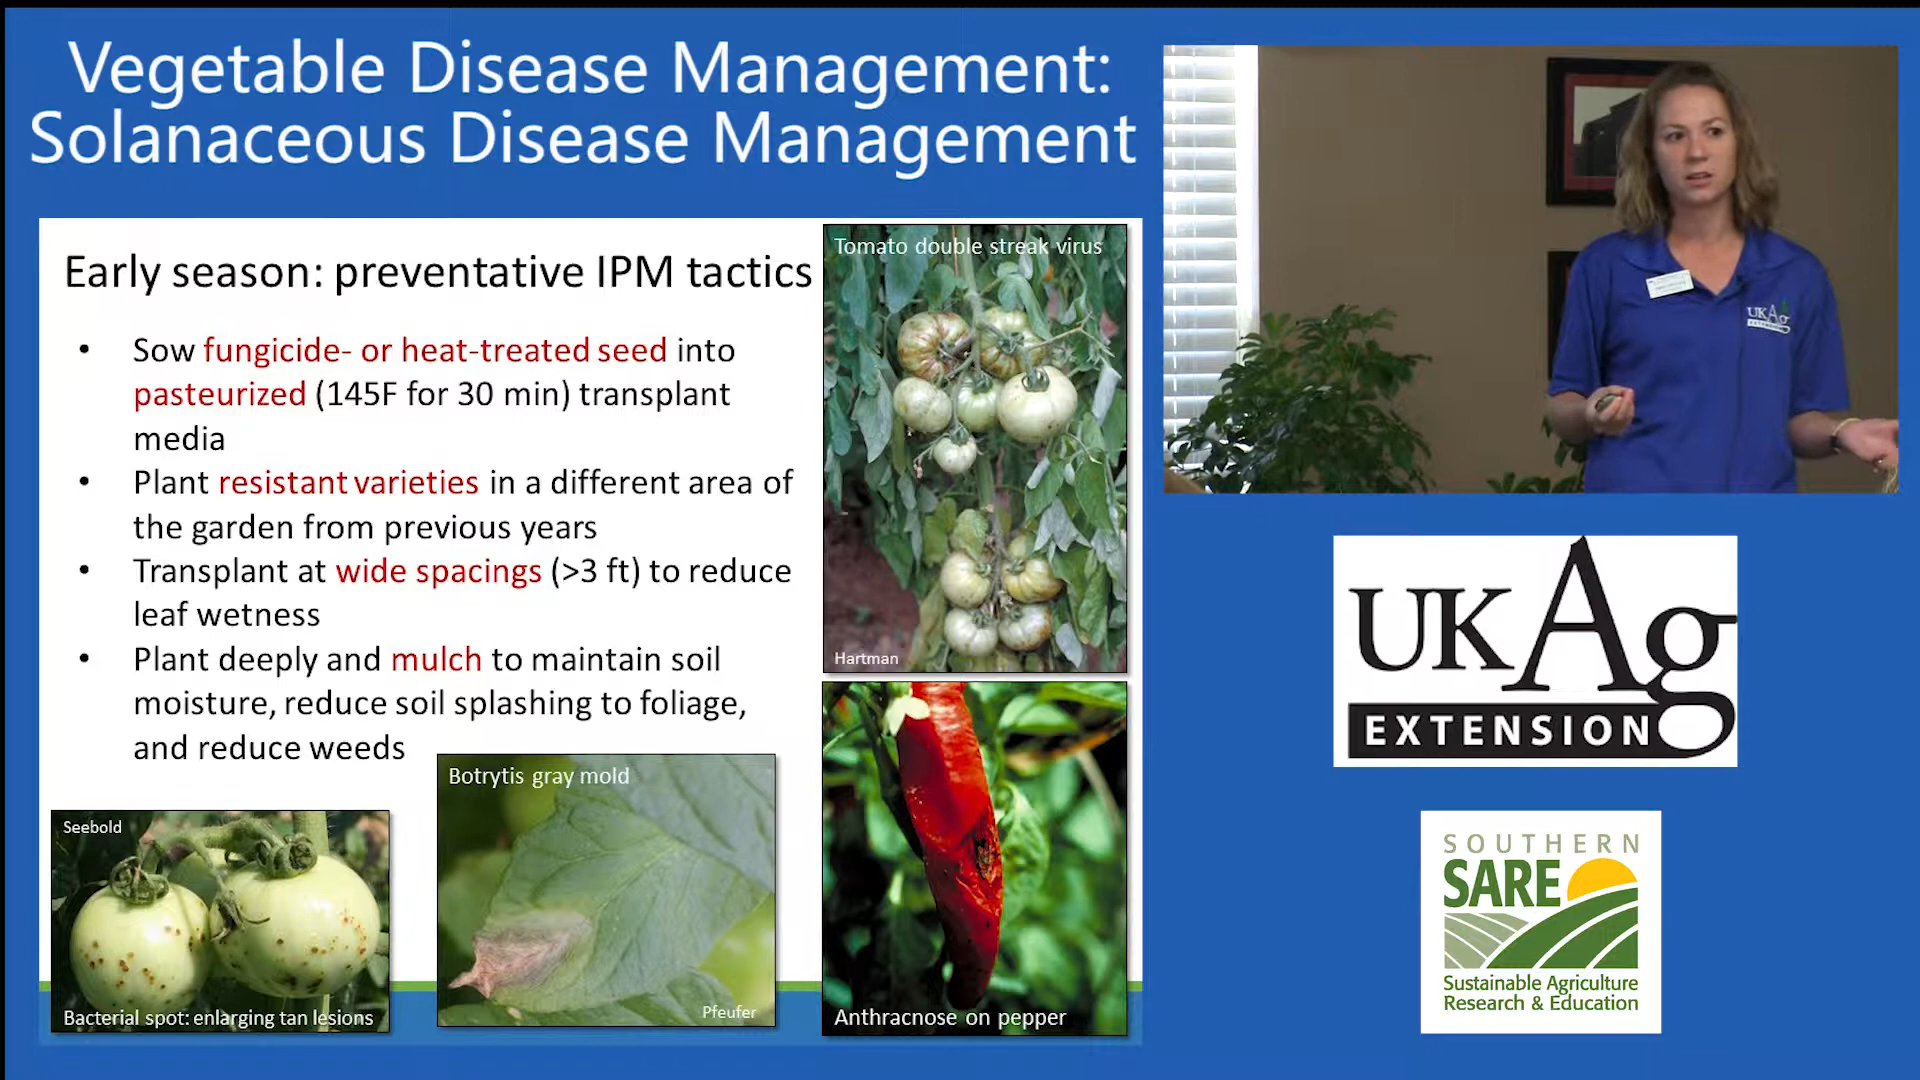 Vegetable Disease Management:
Solanaceous Disease Management
Early season: preventative IPM tactics
• Sow fungicide- or heat-treated seed into
pasteurized (145F for 30 min) transplant
media
• Plant resistant varieties in a different area of
the garden from previous years
• Transplant at wide spacings (>3 ft) to reduce
leaf wetness
• Plant deeply and mulch to maintain soil
moisture, reduce soil splashing to foliage,
and reduce weeds
Tomato double streak virus
Hartman
Botrytis gray mold
Pfeufer
Seebold
Bacterial spot: enlarging tan lesions
Anthracnose on pepper
UKAg
EXTENSION
UKAg
EXTENSION
SOUTHERN
SARE
Sustainable Agriculture
Research & Education